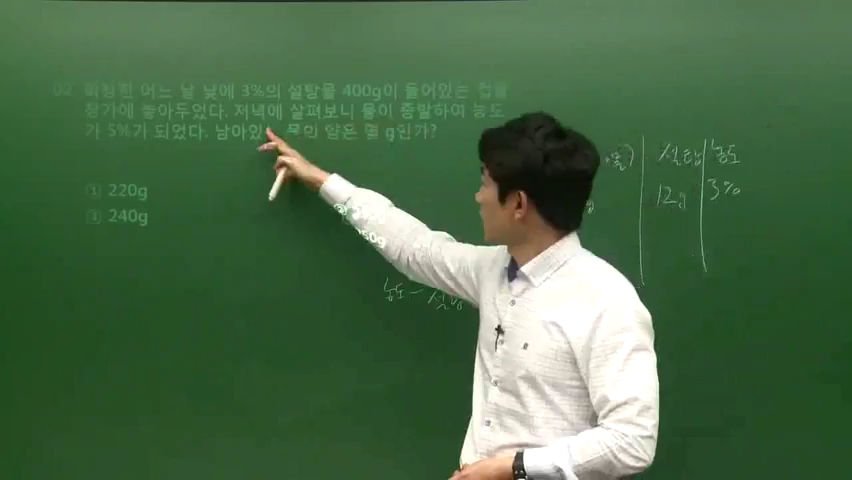 02 화창한 어느 날 낮에 3%의 설탕물 400g이 들어있는 컵을
창가에 놓아두었다. 저녁에 살펴보니 물이 증발하여 농도
가 5%가 되었다. 남아있는 물의 양은 몇 g인가?
설탕 농도
12g 3%
① 220g
③ 240g
농도 - 설탕